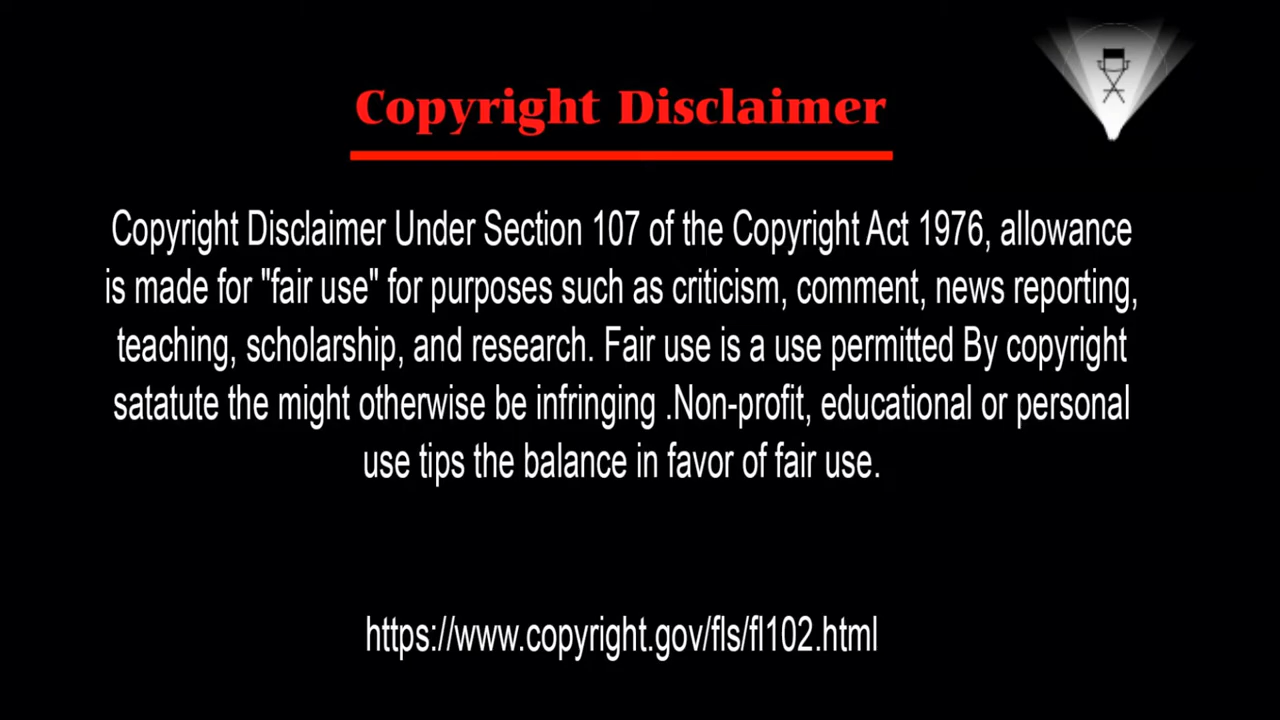 Copyright Disclaimer
Copyright Disclaimer Under Section 107 of the Copyright Act 1976, allowance
is made for "fair use" for purposes such as criticism, comment, news reporting,
teaching, scholarship, and research. Fair use is a use permitted By copyright
satatute the might otherwise be infringing .Non-profit, educational or personal
use tips the balance in favor of fair use.
https://www.copyright.gov/fls/fl102.html